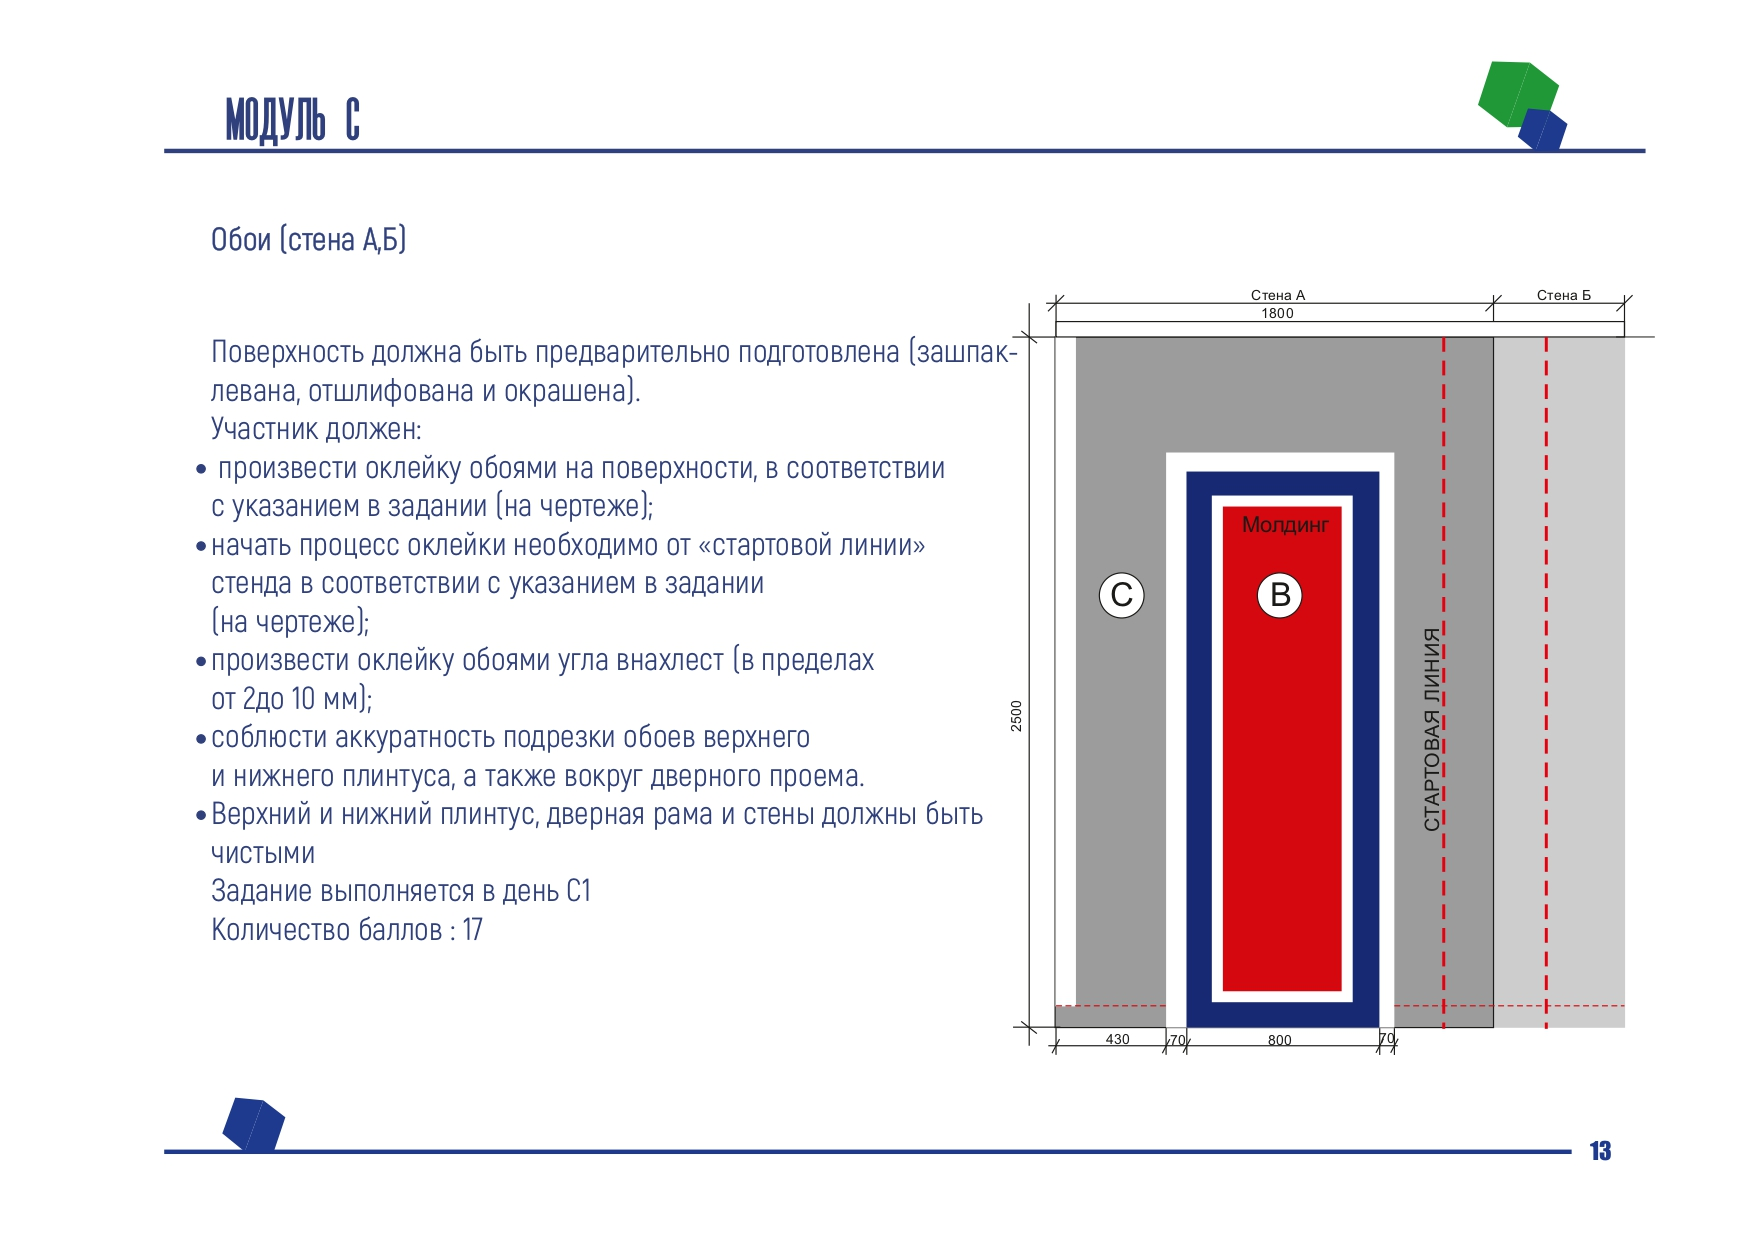 МОДУЛЬ С
Обои (стена А,Б)
Поверхность должна быть предварительно подготовлена (зашпак-
левана, отшлифована и окрашена).
Участник должен:
• произвести оклейку обоями на поверхности, в соответствии
с указанием в задании (на чертеже);
•начать процесс оклейки необходимо от «стартовой линии»
стенда в соответствии с указанием в задании
(на чертеже);
•произвести оклейку обоями угла внахлест (в пределах
от 2до 10 мм);
•соблюсти аккуратность подрезки обоев верхнего
и нижнего плинтуса, а также вокруг дверного проема.
•Верхний и нижний плинтус, дверная рама и стены должны быть
чистыми
Задание выполняется в день С1
Количество баллов : 17
Стена А
Стена Б
1800
Молдинг
С
В
СТАРТОВАЯ ЛИНИЯ
2500
430
70
800
70
13